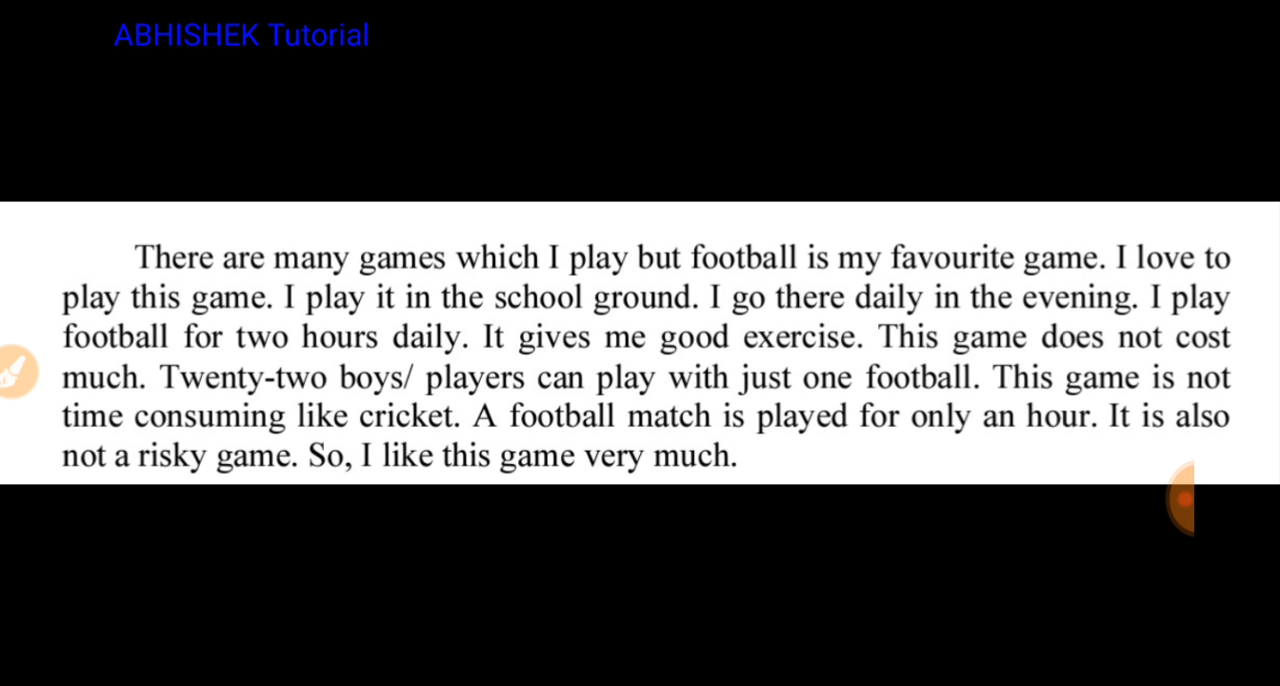 ABHISHEK Tutorial
There are many games which I play but football is my favourite game. I love to
play this game. I play it in the school ground. I go there daily in the evening. I play
football for two hours daily. It gives me good exercise. This game does not cost
much. Twenty-two boys/ players can play with just one football. This game is not
time consuming like cricket. A football match is played for only an hour. It is also
not a risky game. So, I like this game very much.